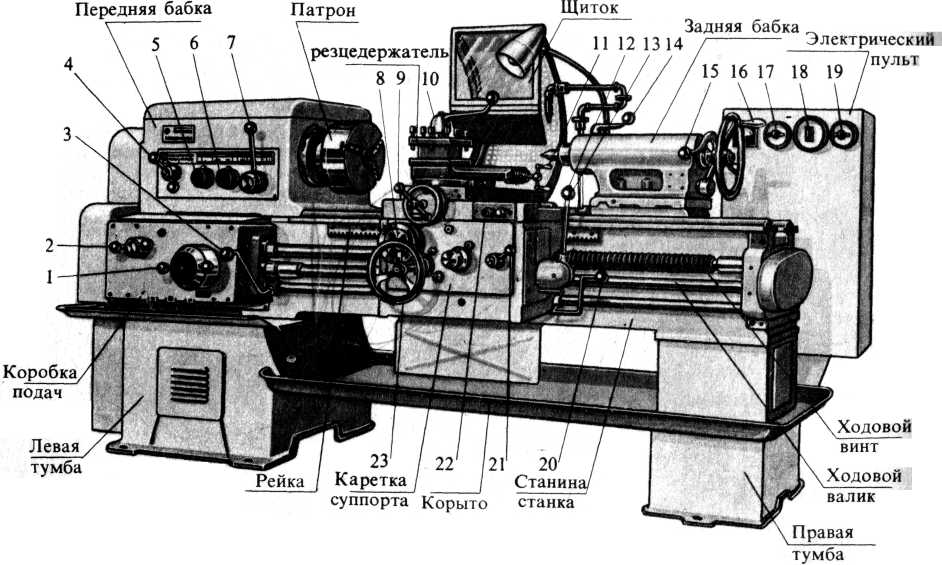 Передняя бабка
Патрон
Щиток
Задняя бабка
Электрический
пульт
резцедержатель
4
5
6
7
8
9
10
11
12
13
14
15
16
17
18
19
3
2
1
Коробка
подач
Левая
тумба
Рейка
23
Каретка
суппорта
22
Корыто
21
20
Станина
станка
Ходовой
винт
Ходовой
валик
Правая
тумба